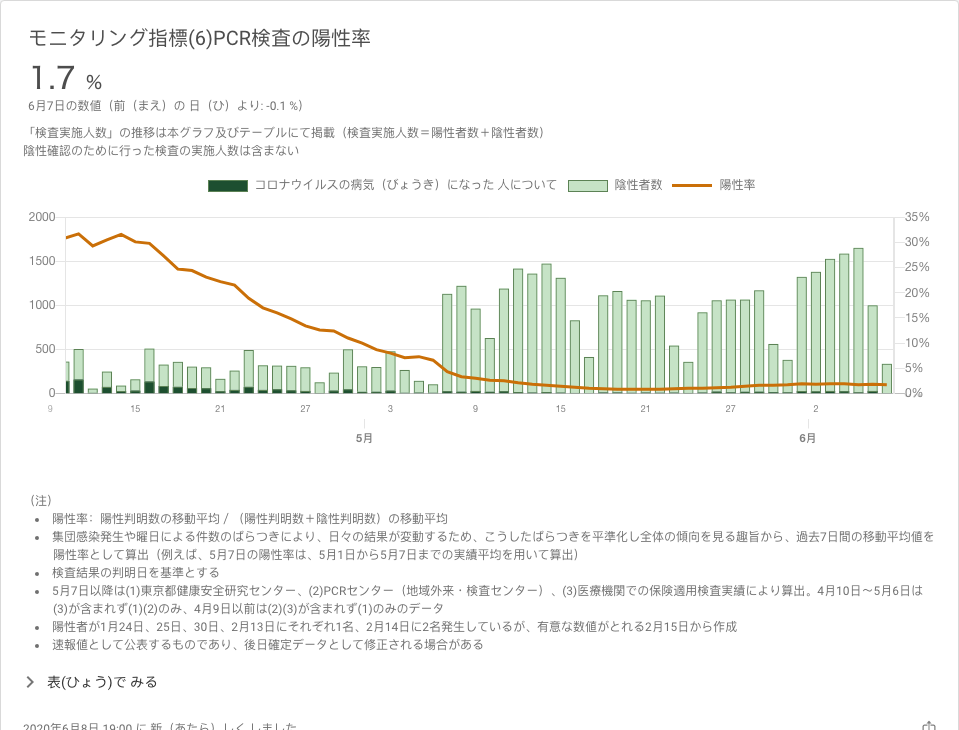 モニタリング指標(6)PCR検査の陽性率
1.7 %
6月7日の数値（前（まえ）の 日（ひ）より: -0.1 %）
「検査実施人数」の推移は本グラフ及びテーブルにて掲載（検査実施人数＝陽性者数＋陰性者数）
陰性確認のために行った検査の実施人数は含まない
コロナウイルスの病気（びょうき）になった 人について 陰性者数 陽性率
2000 35%
30%
1500
25%
20%
1000
15%
10%
500
5%
0 0%
9 15 21 27 3 9 15 21 27 2
5月 6月
（注）
• 陽性率：陽性判明数の移動平均 / （陽性判明数＋陰性判明数）の移動平均
• 集団感染発生や曜日による件数のばらつきにより、日々の結果が変動するため、こうしたばらつきを平準化し全体の傾向を見る趣旨から、過去7日間の移動平均値を
陽性率として算出（例えば、5月7日の陽性率は、5月1日から5月7日までの実績平均を用いて算出）
• 検査結果の判明日を基準とする
• 5月7日以降は(1)東京都健康安全研究センター、(2)PCRセンター（地域外来・検査センター）、(3)医療機関での保険適用検査実績により算出。4月10日～5月6日は
(3)が含まれず(1)(2)のみ、4月9日以前は(2)(3)が含まれず(1)のみのデータ
• 陽性者が1月24日、25日、30日、2月13日にそれぞれ1名、2月14日に2名発生しているが、有意な数値がとれる2月15日から作成
• 速報値として公表するものであり、後日確定データとして修正される場合がある
表(ひょう)で みる
2020年6月8日 19:00 に 新（あたら）しく しました